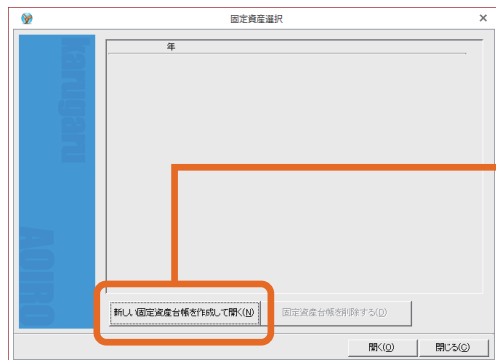 固定資産選択
年
karugaru
AOIRO
新しい固定資産台帳を作成して開く(N)
固定資産台帳を削除する(D)
開く(O)
閉じる(C)